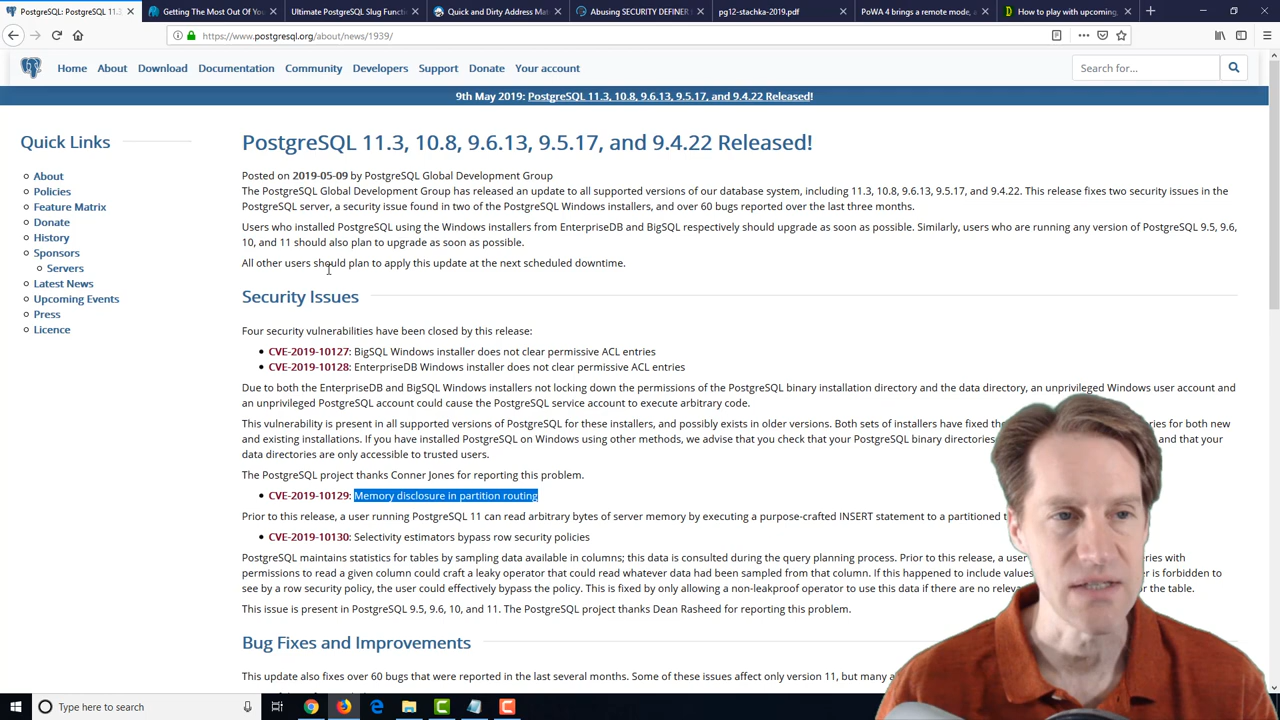 PostgreSQL: PostgreSQL 11.3
Getting The Most Out Of You
Ultimate PostgreSQL Slug Functi
Quick and Dirty Address Mat
Abusing SECURITY DEFINER
pg12-stachka-2019.pdf
PoWA 4 brings a remote mode, a
How to play with upcoming,
https://www.postgresql.org/about/news/1939/
Home
About
Download
Documentation
Community
Developers
Support
Donate
Your account
Search for...
9th May 2019: PostgreSQL 11.3, 10.8, 9.6.13, 9.5.17, and 9.4.22 Released!
Quick Links
About
Policies
Feature Matrix
Donate
History
Sponsors
Servers
Latest News
Upcoming Events
Press
Licence
PostgreSQL 11.3, 10.8, 9.6.13, 9.5.17, and 9.4.22 Released!
Posted on 2019-05-09 by PostgreSQL Global Development Group
The PostgreSQL Global Development Group has released an update to all supported versions of our database system, including 11.3, 10.8, 9.6.13, 9.5.17, and 9.4.22. This release fixes two security issues in the
PostgreSQL server, a security issue found in two of the PostgreSQL Windows installers, and over 60 bugs reported over the last three months.
Users who installed PostgreSQL using the Windows installers from EnterpriseDB and BigSQL respectively should upgrade as soon as possible. Similarly, users who are running any version of PostgreSQL 9.5, 9.6,
10, and 11 should also plan to upgrade as soon as possible.
All other users should plan to apply this update at the next scheduled downtime.
Security Issues
Four security vulnerabilities have been closed by this release:
CVE-2019-10127: BigSQL Windows installer does not clear permissive ACL entries
CVE-2019-10128: EnterpriseDB Windows installer does not clear permissive ACL entries
Due to both the EnterpriseDB and BigSQL Windows installers not locking down the permissions of the PostgreSQL binary installation directory and the data directory, an unprivileged Windows user account and
an unprivileged PostgreSQL account could cause the PostgreSQL service account to execute arbitrary code.
This vulnerability is present in all supported versions of PostgreSQL for these installers, and possibly exists in older versions. Both sets of installers have fixed the ries for both new
and existing installations. If you have installed PostgreSQL on Windows using other methods, we advise that you check that your PostgreSQL binary directories and that your
data directories are only accessible to trusted users.
The PostgreSQL project thanks Conner Jones for reporting this problem.
CVE-2019-10129: Memory disclosure in partition routing
Prior to this release, a user running PostgreSQL 11 can read arbitrary bytes of server memory by executing a purpose-crafted INSERT statement to a partitioned
CVE-2019-10130: Selectivity estimators bypass row security policies
PostgreSQL maintains statistics for tables by sampling data available in columns; this data is consulted during the query planning process. Prior to this release, a user ries with
permissions to read a given column could craft a leaky operator that could read whatever data had been sampled from that column. If this happened to include values r is forbidden to
see by a row security policy, the user could effectively bypass the policy. This is fixed by only allowing a non-leakproof operator to use this data if there are no relev or the table.
This issue is present in PostgreSQL 9.5, 9.6, 10, and 11. The PostgreSQL project thanks Dean Rasheed for reporting this problem.
Bug Fixes and Improvements
This update also fixes over 60 bugs that were reported in the last several months. Some of these issues affect only version 11, but many a
Type here to search